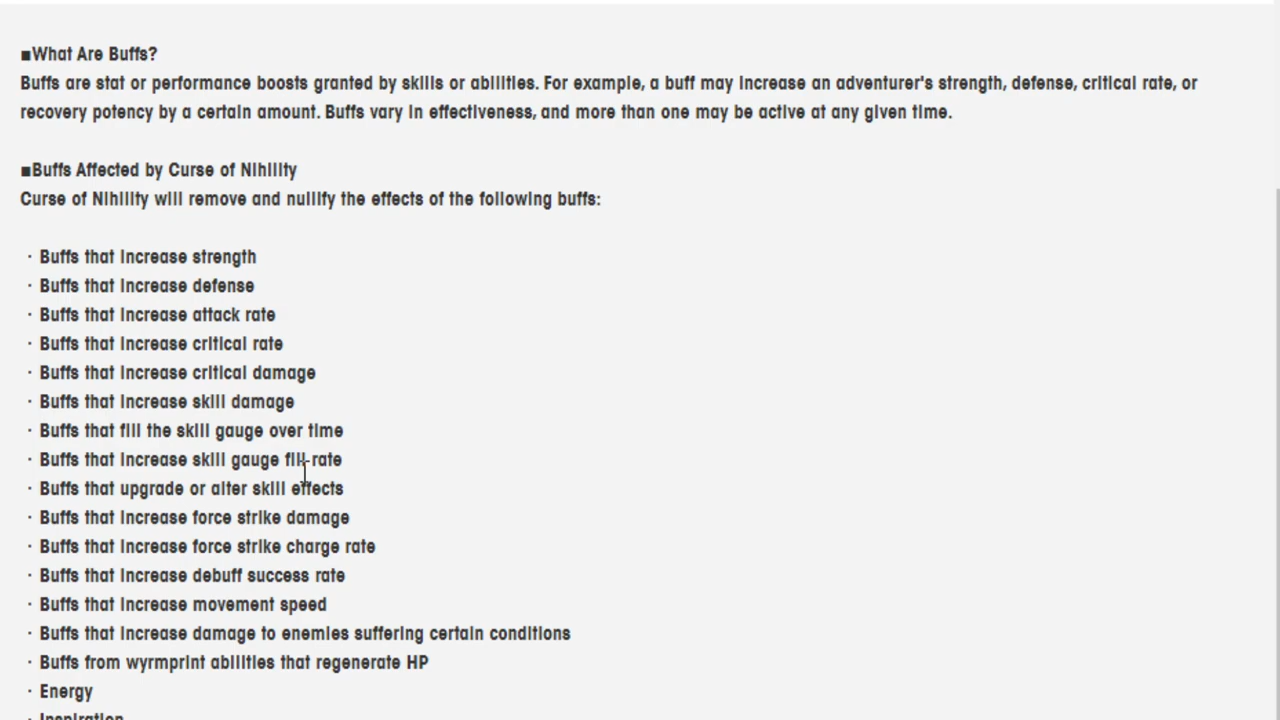 ■What Are Buffs?
Buffs are stat or performance boosts granted by skills or abilities. For example, a buff may increase an adventurer's strength, defense, critical rate, or
recovery potency by a certain amount. Buffs vary in effectiveness, and more than one may be active at any given time.
■Buffs Affected by Curse of Nihility
Curse of Nihility will remove and nullify the effects of the following buffs:
・Buffs that increase strength
・Buffs that increase defense
・Buffs that increase attack rate
・Buffs that increase critical rate
・Buffs that increase critical damage
・Buffs that increase skill damage
・Buffs that fill the skill gauge over time
・Buffs that increase skill gauge fill rate
・Buffs that upgrade or alter skill effects
・Buffs that increase force strike damage
・Buffs that increase force strike charge rate
・Buffs that increase debuff success rate
・Buffs that increase movement speed
・Buffs that increase damage to enemies suffering certain conditions
・Buffs from wyrmprint abilities that regenerate HP
・Energy
・Inspiration